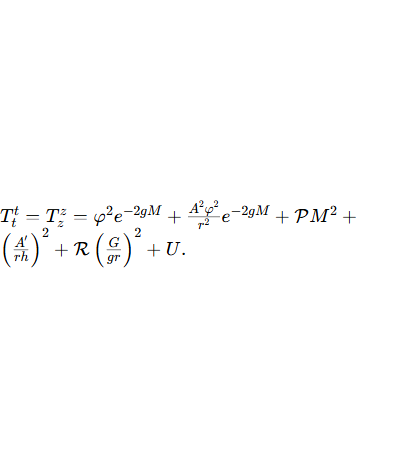 $T_t^t = T_z^z = \varphi^2 e^{-2gM} + \frac{A^2\varphi^2}{r^2} e^{-2gM} + \mathcal{P}M^2 +$
$\left(\frac{A'}{rh}\right)^2 + \mathcal{R}\left(\frac{G}{gr}\right)^2 + U.$